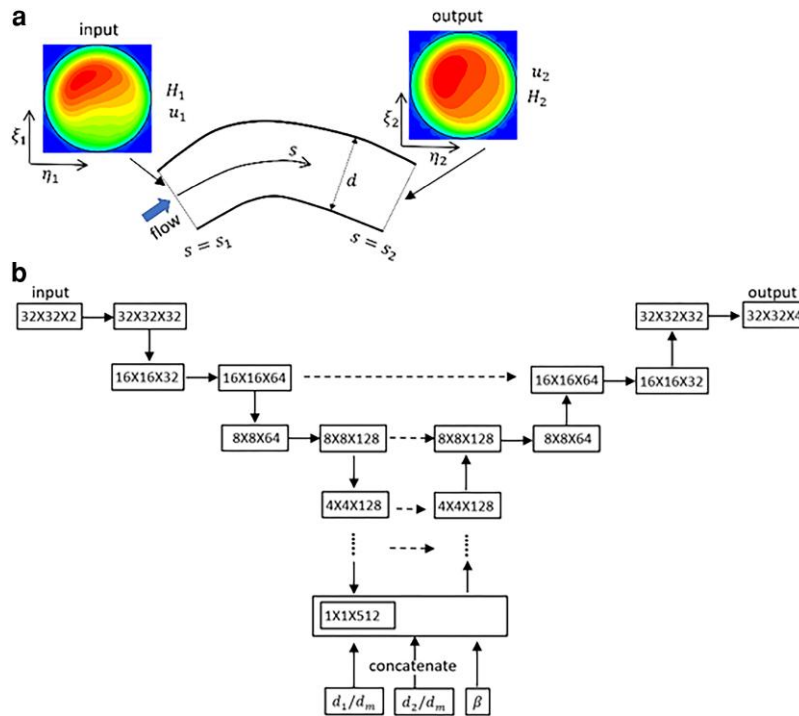 a
input
output
H₁
u₁
ξ₁
η₁
u₂
H₂
ξ₂
η₂
s
d
flow
s = s₁
s = s₂
b
input
output
32X32X2
32X32X32
32X32X32
32X32X4
16X16X32
16X16X64
16X16X64
16X16X32
8X8X64
8X8X128
8X8X128
8X8X64
4X4X128
4X4X128
1X1X512
concatenate
d₁/dₘ
d₂/dₘ
β